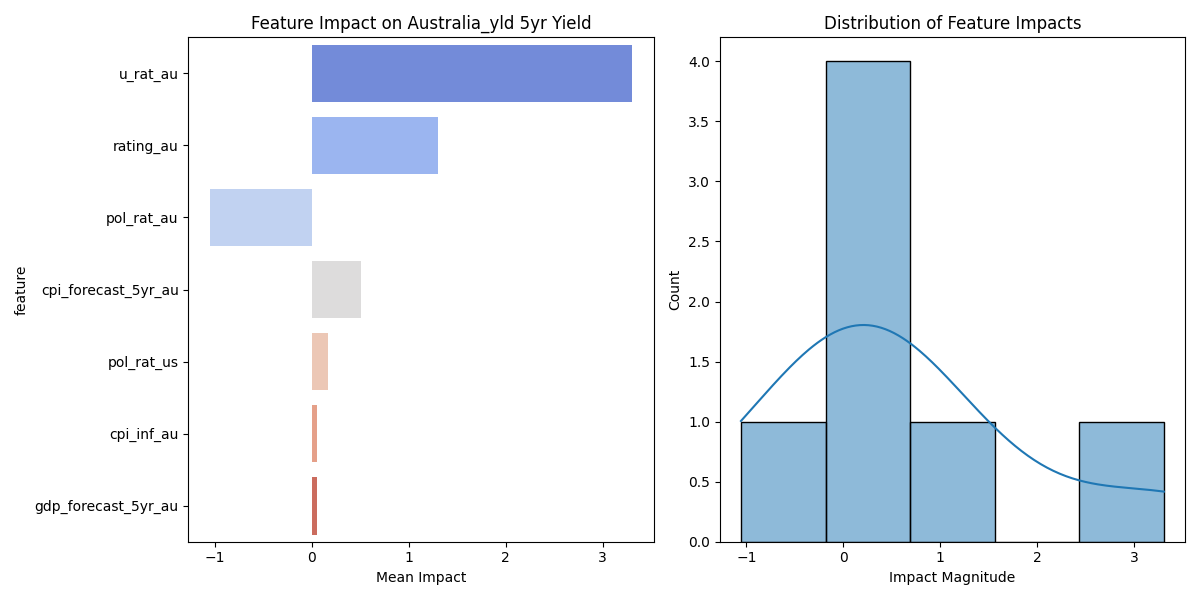 Feature Impact on Australia_yld 5yr Yield
feature
u_rat_au
rating_au
pol_rat_au
cpi_forecast_5yr_au
pol_rat_us
cpi_inf_au
gdp_forecast_5yr_au
−1 0 1 2 3
Mean Impact
Distribution of Feature Impacts
Count
4.0
3.5
3.0
2.5
2.0
1.5
1.0
0.5
0.0
−1 0 1 2 3
Impact Magnitude